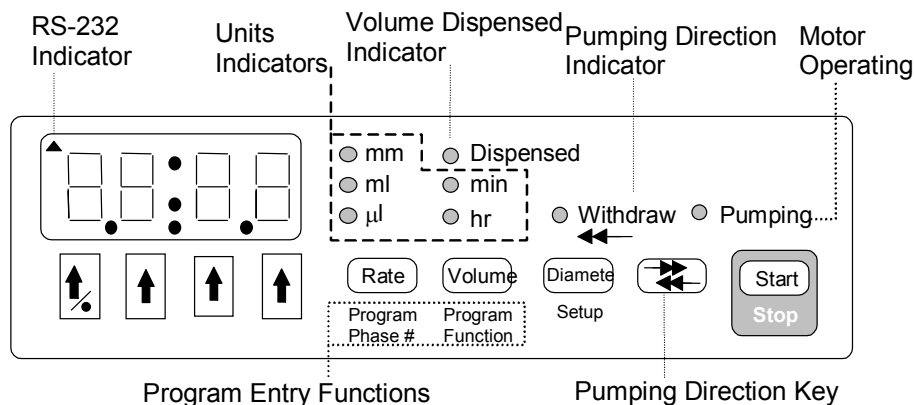 RS-232
Indicator
Units
Indicators
Volume Dispensed
Indicator
Pumping Direction
Indicator
Motor
Operating
mm
ml
µl
Dispensed
min
hr
Withdraw
Pumping
Rate
Volume
Diamete
Start
Stop
Program
Phase #
Program
Function
Setup
Program Entry Functions
Pumping Direction Key